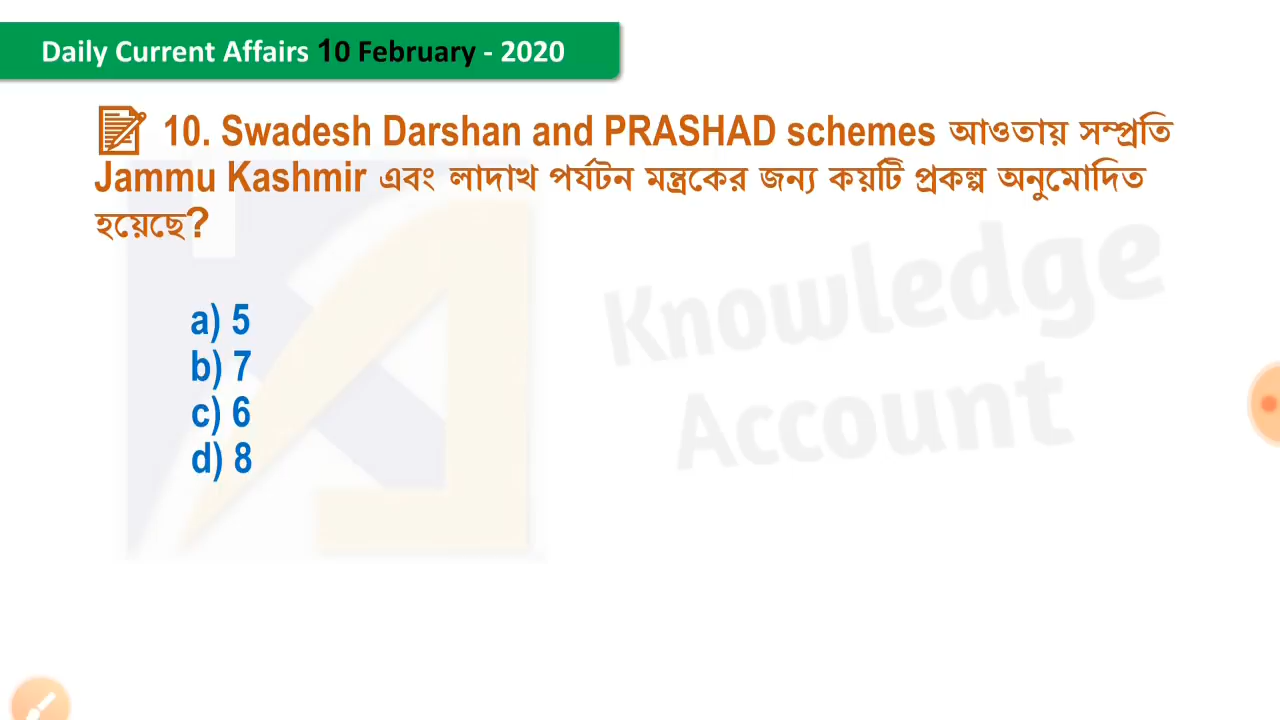 Daily Current Affairs 10 February - 2020
10. Swadesh Darshan and PRASHAD schemes আওতায় সম্প্রতি
Jammu Kashmir এবং লাদাখ পর্যটন মন্ত্রকের জন্য কয়টি প্রকল্প অনুমোদিত
হয়েছে?
a) 5
b) 7
c) 6
d) 8
Knowledge
Account